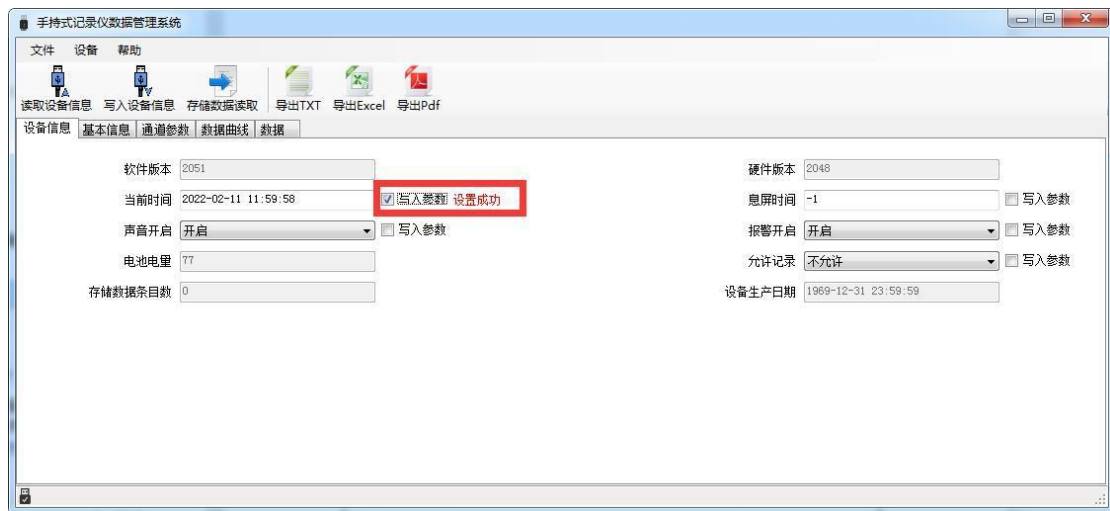 手持式记录仪数据管理系统
文件 设备 帮助
读取设备信息 写入设备信息 存储数据读取 导出TXT 导出Excel 导出Pdf
设备信息 基本信息 通道参数 数据曲线 数据
软件版本 2051 硬件版本 2048
当前时间 2022-02-11 11:59:58 写入参数 设置成功 息屏时间 -1 写入参数
声音开启 开启 写入参数 报警开启 开启 写入参数
电池电量 77 允许记录 不允许 写入参数
存储数据条目数 0 设备生产日期 1969-12-31 23:59:59